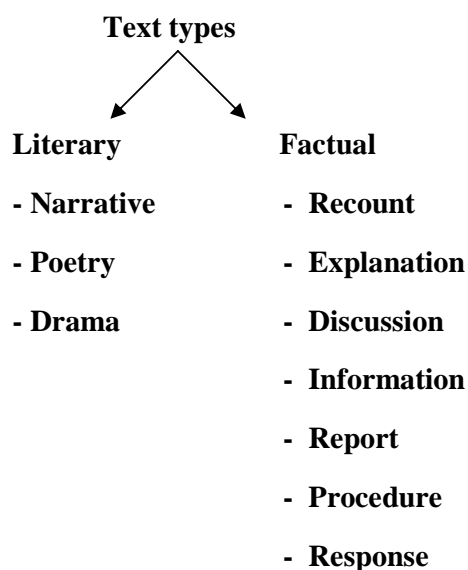 Text types
Literary
- Narrative
- Poetry
- Drama
Factual
- Recount
- Explanation
- Discussion
- Information
- Report
- Procedure
- Response